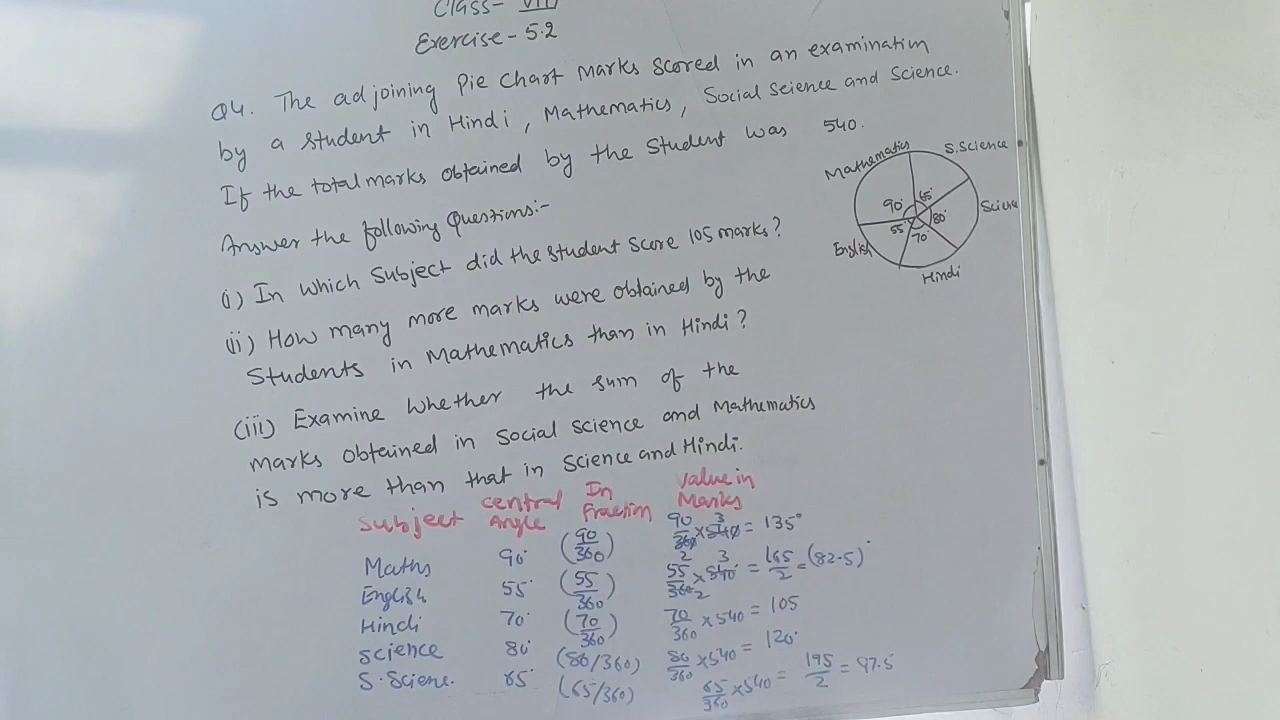 Class- VIII
Exercise - 5.2
Q4. The adjoining Pie Chart Marks Scored in an examination
by a student in Hindi, Mathematics, Social Science and Science.
If the total marks obtained by the Student was 540.
Answer the following Questions:-
(i) In which Subject did the student Score 105 marks?
(ii) How many more marks were obtained by the
Students in Mathematics than in Hindi?
(iii) Examine whether the sum of the
marks obtained in Social science and Mathematics
is more than that in Science and Hindi.
Mathematics
S.Science
90°
65°
80°
Science
55°
70°
English
Hindi
Subject Central Angle In Fraction Value in Marks
Maths 90° (90/360) 90/360 2 × 540 3 = 135°
English 55° (55/360) 55/360 2 × 540 3 = 165/2 = (82.5)°
Hindi 70° (70/360) 70/360 × 540 = 105
Science 80° (80/360) 80/360 × 540 = 120°
S.Scienc. 65° (65/360) 65/360 × 540 = 195/2 = 97.5